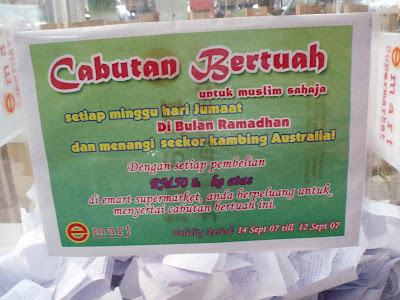 Cabutan Bertuah
untuk muslim sahaja
setiap minggu hari Jumaat
Di Bulan Ramadhan
dan menangi seekor kambing Australia!
Dengan setiap pembelian
RM30 ke atas
di emart supermarket, anda berpeluang untuk
menyertai cabutan bertuah ini.
e mart
Validity Period: 14 Sept 07 till 12 Sept 07